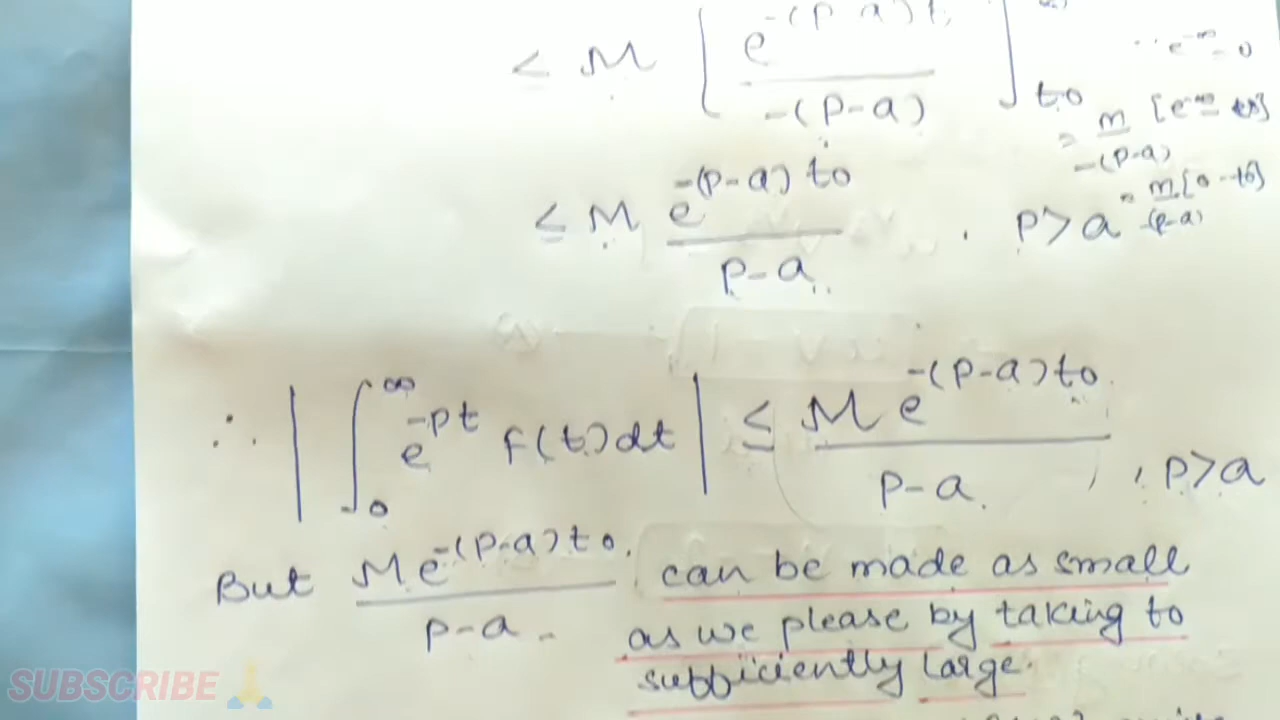 ≤ M [ e^{-(p-a)t} / -(p-a) ]_{t0}^{∞} ∵ e^{-∞} = 0
≤ M e^{-(p-a)t0} / p-a . p>a
∴ | ∫_0^∞ e^{-pt} F(t)dt | ≤ M e^{-(p-a)t0} / p-a , p>a
But M e^{-(p-a)t0} / p-a can be made as small
as we please by taking t0
sufficiently large.
SUBSCRIBE 🙏